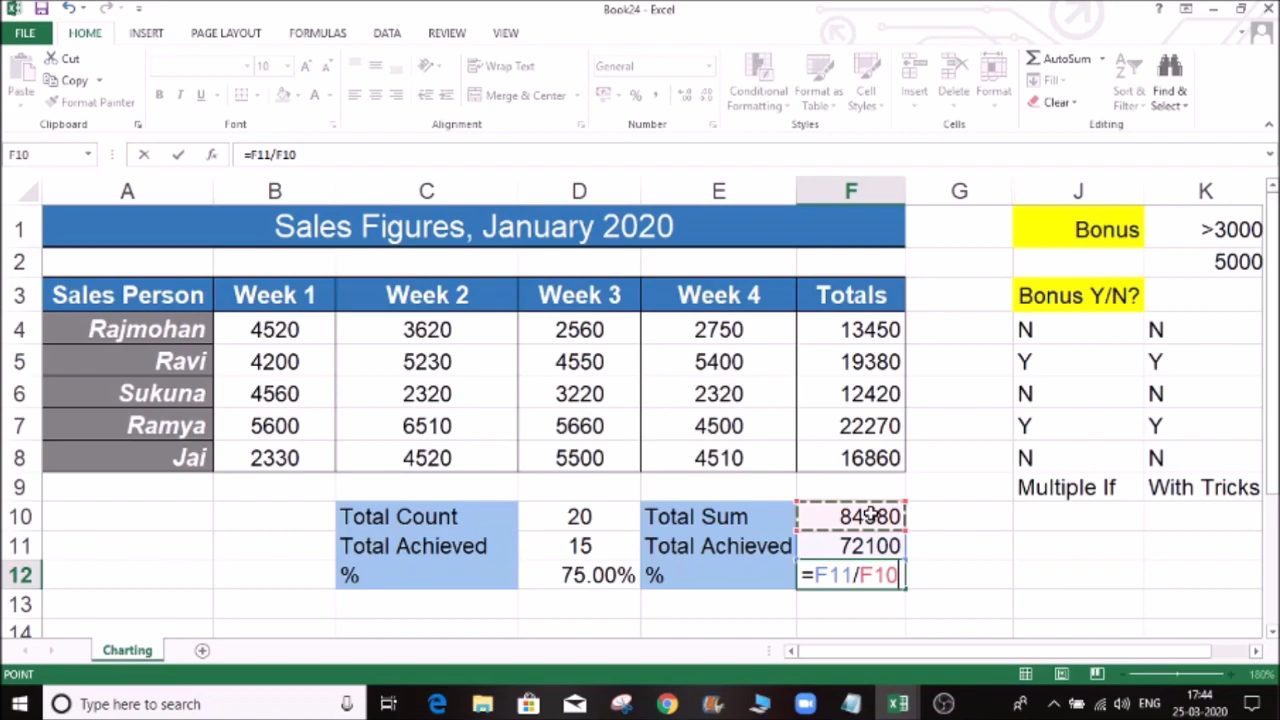 Book24 - Excel
FILE HOME INSERT PAGE LAYOUT FORMULAS DATA REVIEW VIEW
Cut
Copy
Format Painter
Paste
10
Wrap Text
Merge & Center
General
Conditional Formatting
Format as Table
Cell Styles
Insert Delete Format
AutoSum
Fill
Clear
Sort & Filter
Find & Select
Clipboard Font Alignment Number Styles Cells Editing
F10 =F11/F10
A B C D E F G J K
1 Sales Figures, January 2020 Bonus >3000
2 5000
3 Sales Person Week 1 Week 2 Week 3 Week 4 Totals Bonus Y/N?
4 Rajmohan 4520 3620 2560 2750 13450 N N
5 Ravi 4200 5230 4550 5400 19380 Y Y
6 Sukuna 4560 2320 3220 2320 12420 N N
7 Ramya 5600 6510 5660 4500 22270 Y Y
8 Jai 2330 4520 5500 4510 16860 N N
9 Multiple If With Tricks
10 Total Count 20 Total Sum
11 Total Achieved 15 Total Achieved 72100
12 % 75.00% % =F11/F10
13
14
Charting
POINT 180%
Type here to search
ENG
17:44
25-03-2020